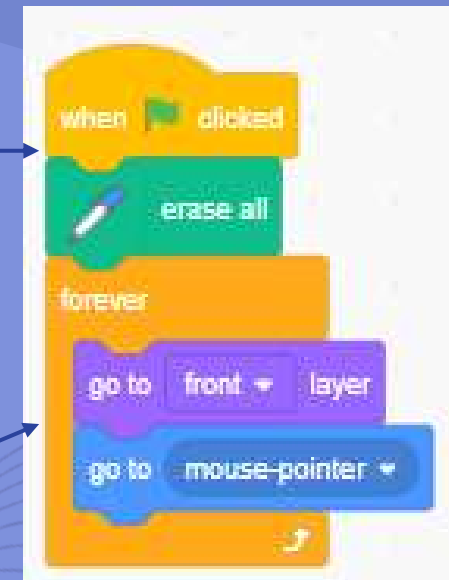 when clicked
erase all
forever
go to front layer
go to mouse-pointer